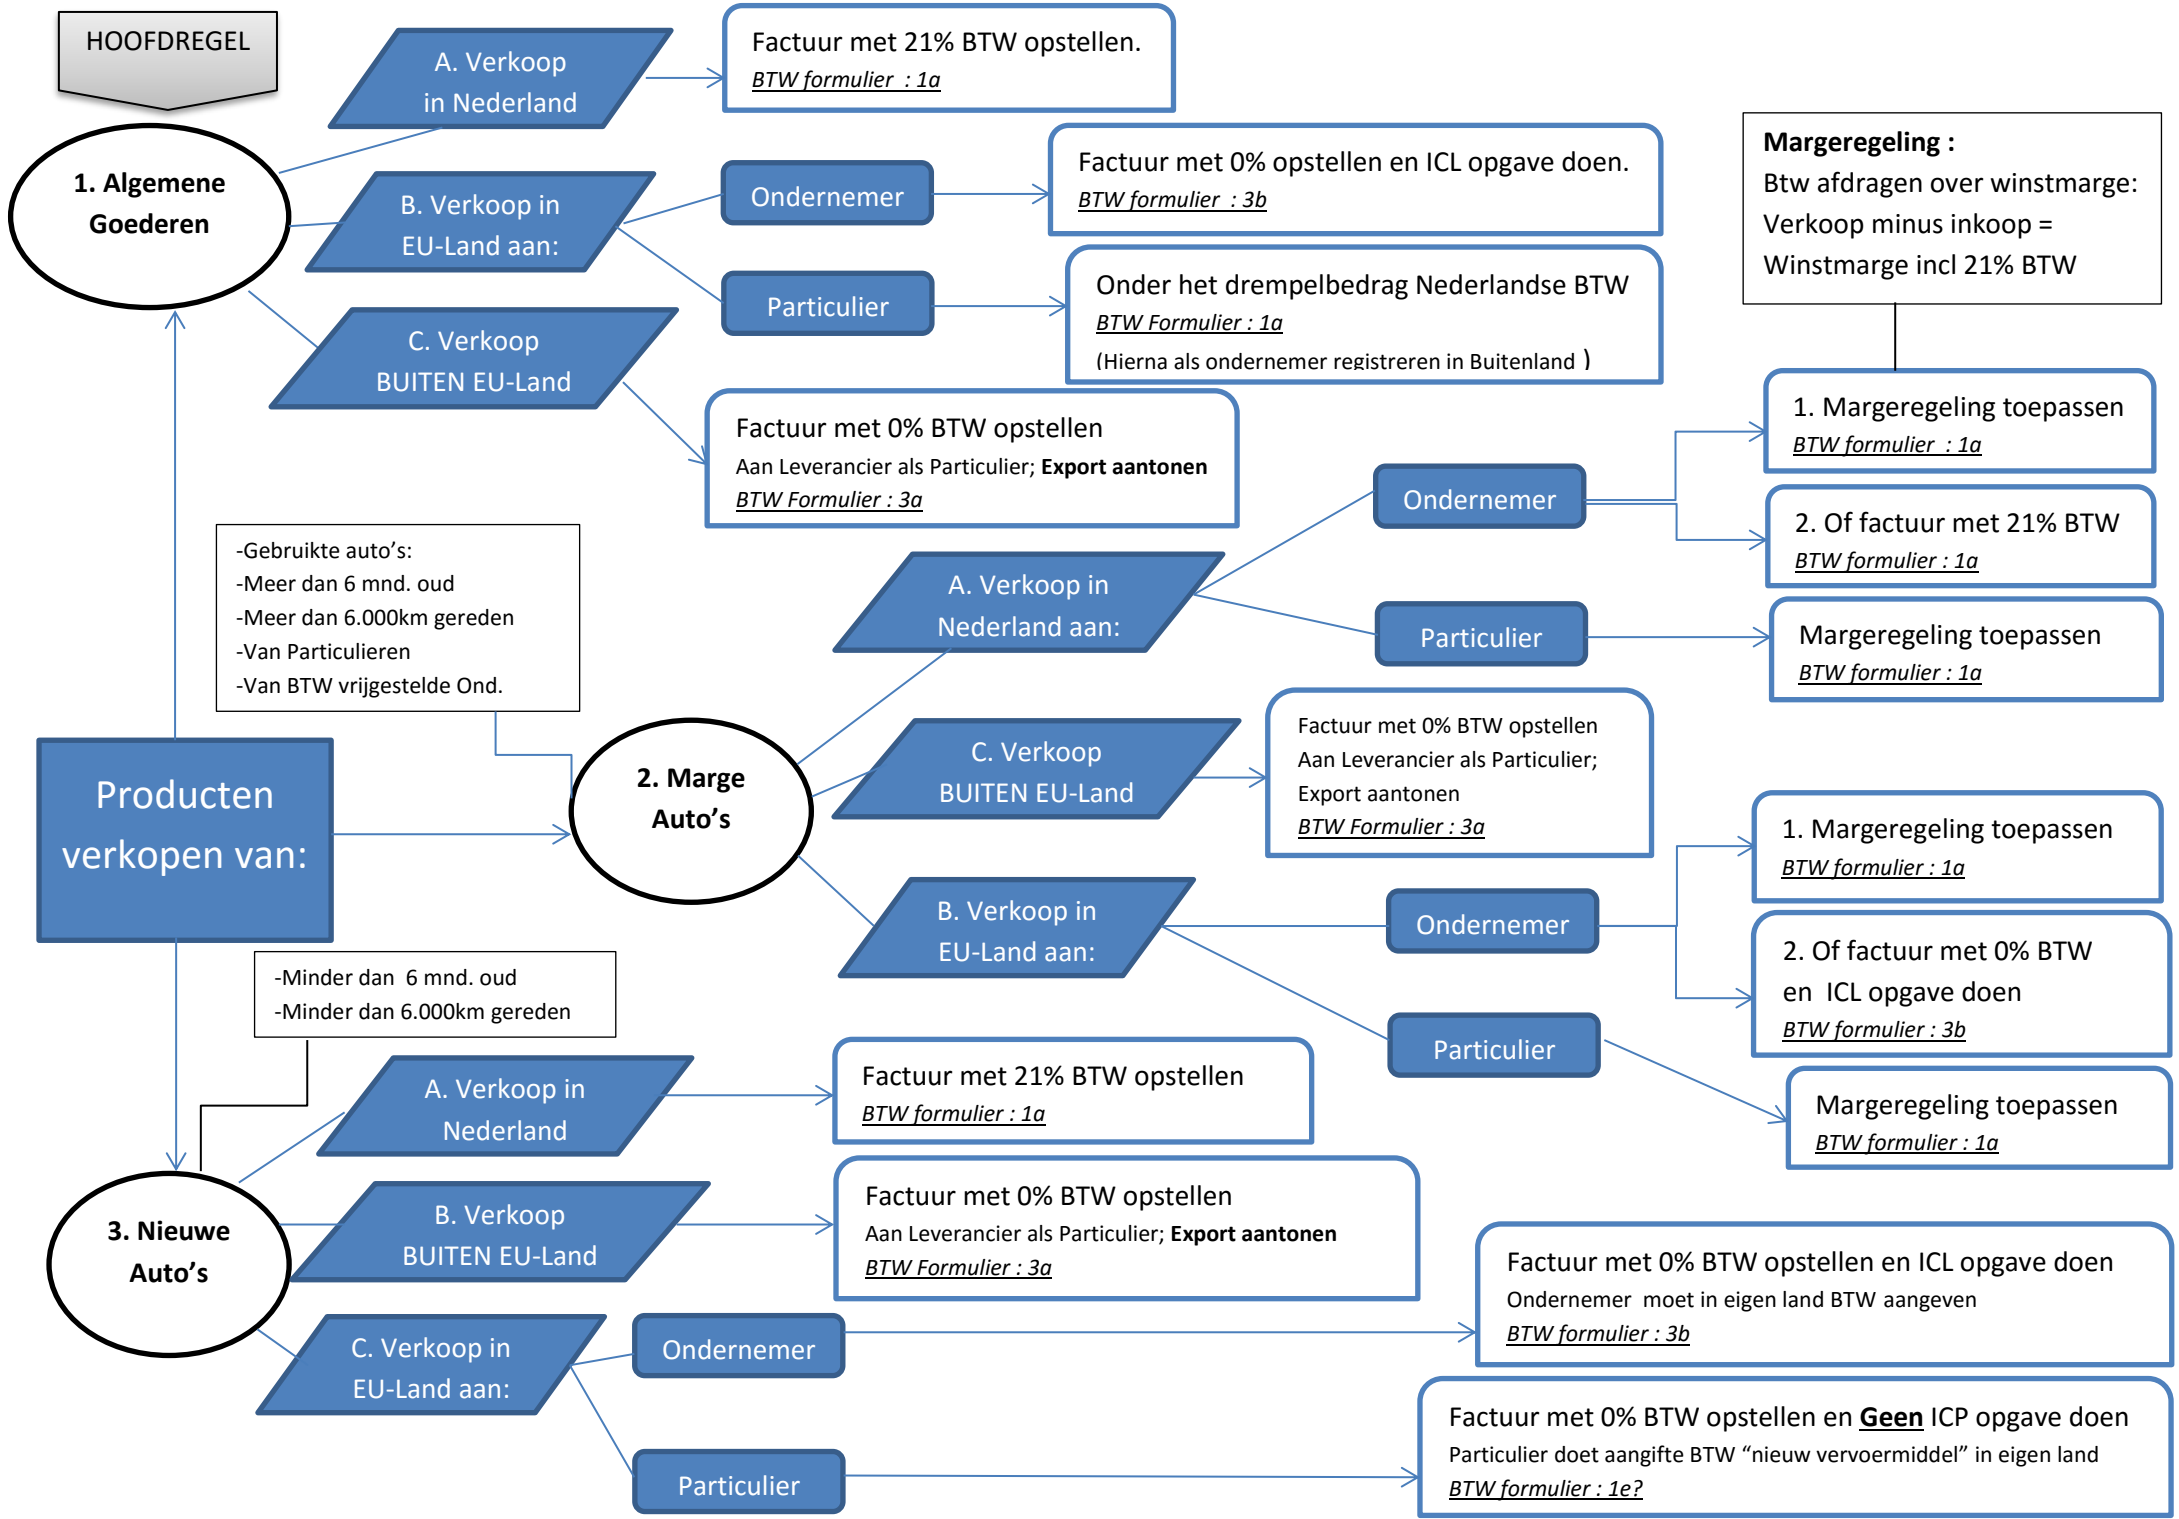 HOOFDREGEL
1. Algemene
Goederen
A. Verkoop
in Nederland
Factuur met 21% BTW opstellen.
BTW formulier : 1a
B. Verkoop in
EU-Land aan:
Ondernemer
Factuur met 0% opstellen en ICL opgave doen.
BTW formulier : 3b
Particulier
Onder het drempelbedrag Nederlandse BTW
BTW Formulier : 1a
(Hierna als ondernemer registreren in Buitenland )
C. Verkoop
BUITEN EU-Land
Factuur met 0% BTW opstellen
Aan Leverancier als Particulier; Export aantonen
BTW Formulier : 3a
Margeregeling :
Btw afdragen over winstmarge:
Verkoop minus inkoop =
Winstmarge incl 21% BTW
Producten
verkopen van:
-Gebruikte auto's:
-Meer dan 6 mnd. oud
-Meer dan 6.000km gereden
-Van Particulieren
-Van BTW vrijgestelde Ond.
2. Marge
Auto's
A. Verkoop in
Nederland aan:
Ondernemer
1. Margeregeling toepassen
BTW formulier : 1a
2. Of factuur met 21% BTW
BTW formulier : 1a
Particulier
Margeregeling toepassen
BTW formulier : 1a
C. Verkoop
BUITEN EU-Land
Factuur met 0% BTW opstellen
Aan Leverancier als Particulier;
Export aantonen
BTW Formulier : 3a
B. Verkoop in
EU-Land aan:
Ondernemer
1. Margeregeling toepassen
BTW formulier : 1a
2. Of factuur met 0% BTW
en ICL opgave doen
BTW formulier : 3b
Particulier
Margeregeling toepassen
BTW formulier : 1a
-Minder dan 6 mnd. oud
-Minder dan 6.000km gereden
3. Nieuwe
Auto's
A. Verkoop in
Nederland
Factuur met 21% BTW opstellen
BTW formulier : 1a
B. Verkoop
BUITEN EU-Land
Factuur met 0% BTW opstellen
Aan Leverancier als Particulier; Export aantonen
BTW Formulier : 3a
C. Verkoop in
EU-Land aan:
Ondernemer
Factuur met 0% BTW opstellen en ICL opgave doen
Ondernemer moet in eigen land BTW aangeven
BTW formulier : 3b
Particulier
Factuur met 0% BTW opstellen en Geen ICP opgave doen
Particulier doet aangifte BTW “nieuw vervoermiddel” in eigen land
BTW formulier : 1e?